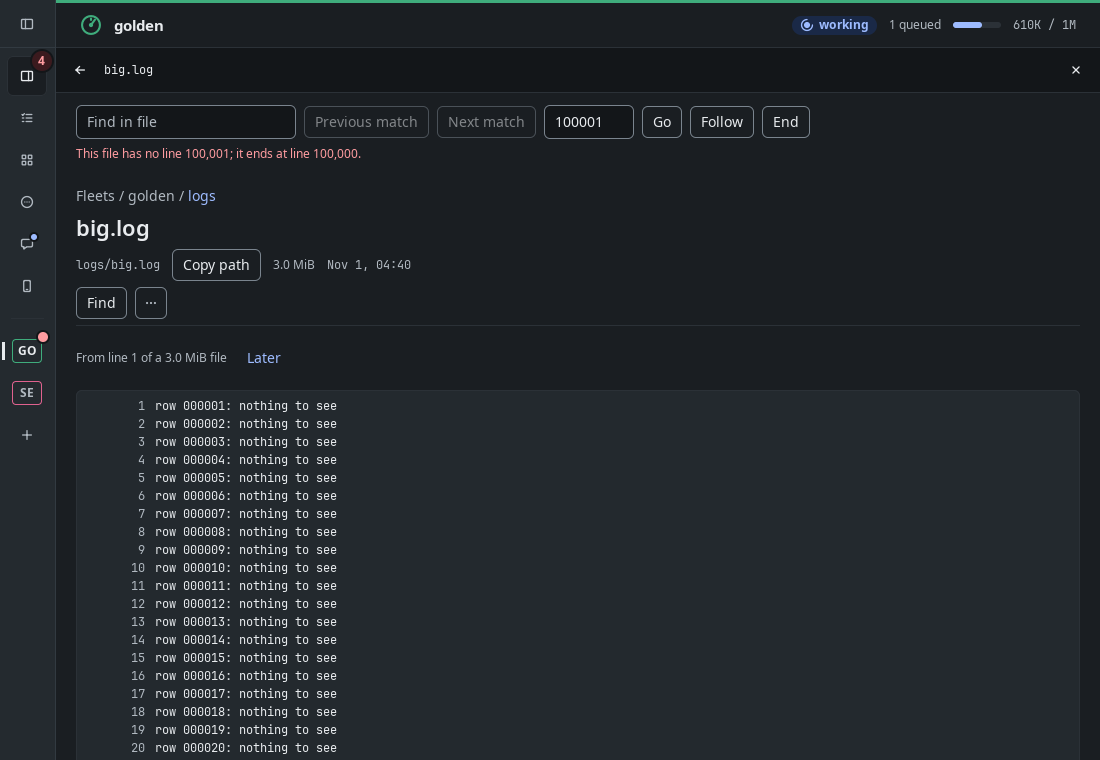 golden
working
1 queued
610K / 1M
4
big.log
Find in file
Previous match
Next match
100001
Go
Follow
End
This file has no line 100,001; it ends at line 100,000.
Fleets / golden / logs
big.log
logs/big.log
Copy path
3.0 MiB
Nov 1, 04:40
Find
···
GO
SE
From line 1 of a 3.0 MiB file
Later
1 row 000001: nothing to see
2 row 000002: nothing to see
3 row 000003: nothing to see
4 row 000004: nothing to see
5 row 000005: nothing to see
6 row 000006: nothing to see
7 row 000007: nothing to see
8 row 000008: nothing to see
9 row 000009: nothing to see
10 row 000010: nothing to see
11 row 000011: nothing to see
12 row 000012: nothing to see
13 row 000013: nothing to see
14 row 000014: nothing to see
15 row 000015: nothing to see
16 row 000016: nothing to see
17 row 000017: nothing to see
18 row 000018: nothing to see
19 row 000019: nothing to see
20 row 000020: nothing to see